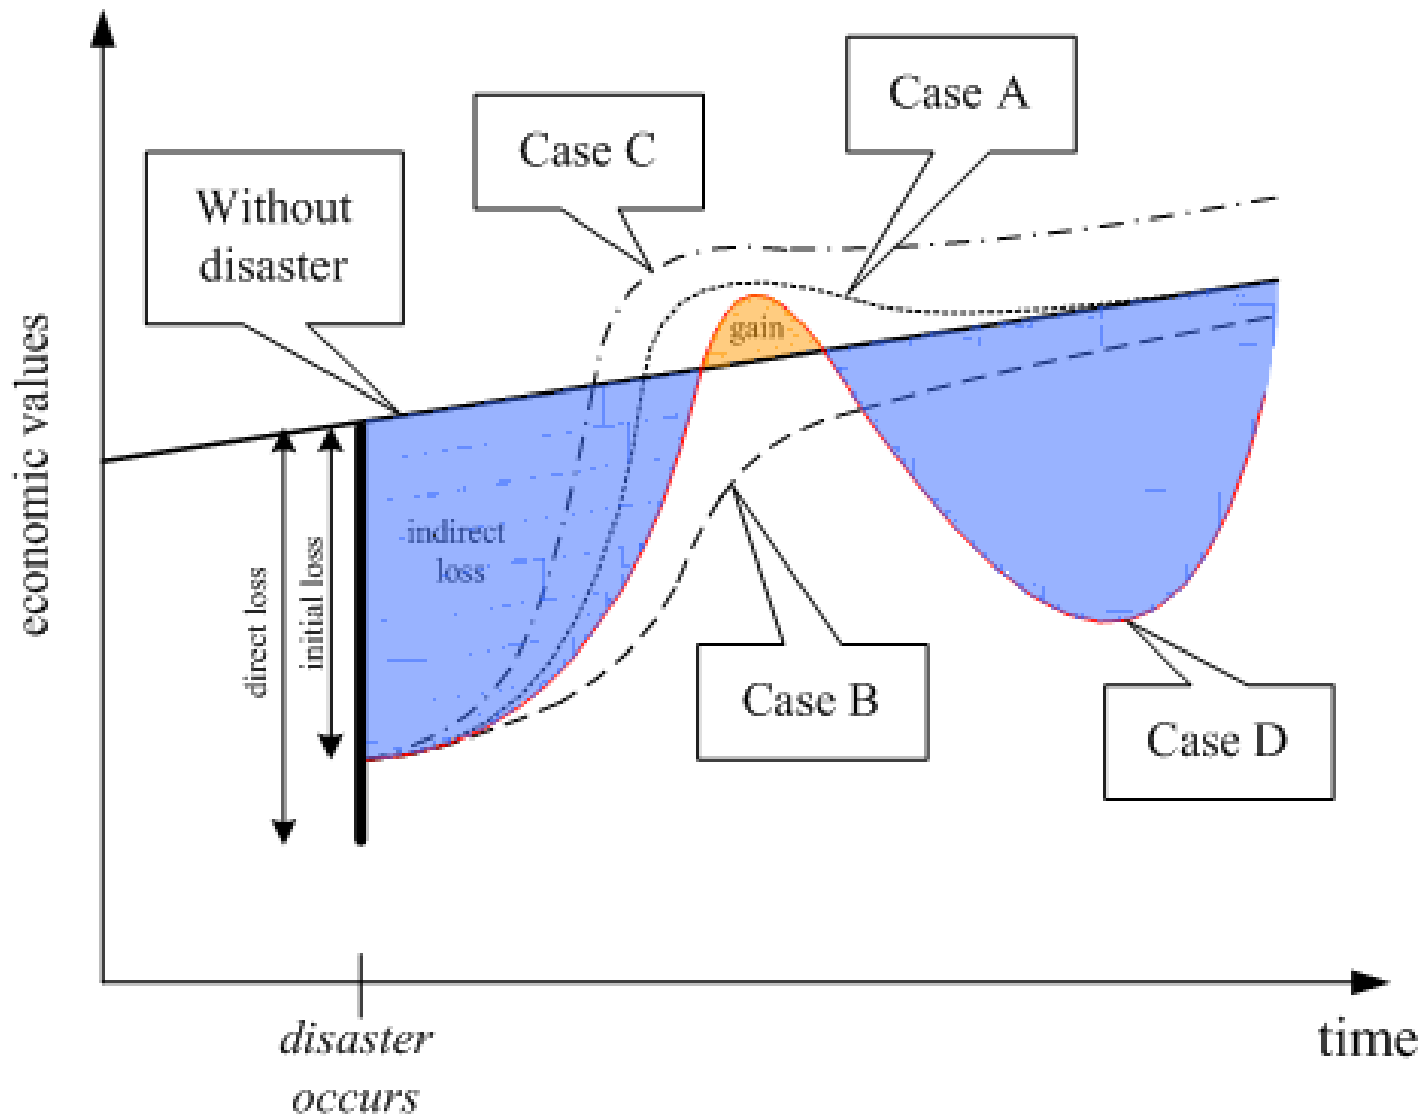 Case A
Case C
Without
disaster
gain
economic values
indirect
loss
direct loss
initial loss
Case B
Case D
disaster
occurs
time